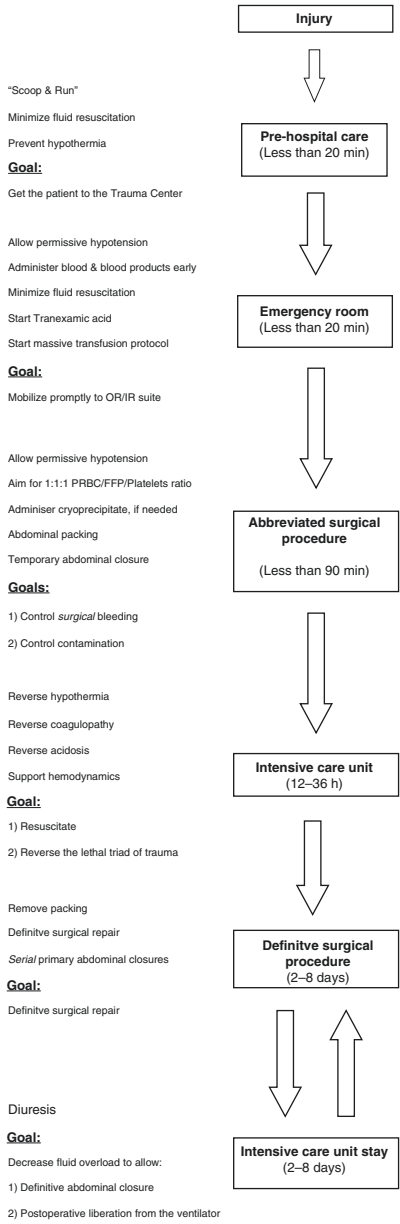 Injury
“Scoop & Run”
Minimize fluid resuscitation
Prevent hypothermia
Goal:
Get the patient to the Trauma Center
Pre-hospital care
(Less than 20 min)
Allow permissive hypotension
Administer blood & blood products early
Minimize fluid resuscitation
Start Tranexamic acid
Start massive transfusion protocol
Goal:
Mobilize promptly to OR/IR suite
Emergency room
(Less than 20 min)
Allow permissive hypotension
Aim for 1:1:1 PRBC/FFP/Platelets ratio
Adminiser cryoprecipitate, if needed
Abdominal packing
Temporary abdominal closure
Goals:
1) Control surgical bleeding
2) Control contamination
Abbreviated surgical
procedure
(Less than 90 min)
Reverse hypothermia
Reverse coagulopathy
Reverse acidosis
Support hemodynamics
Goal:
1) Resuscitate
2) Reverse the lethal triad of trauma
Intensive care unit
(12–36 h)
Remove packing
Definitve surgical repair
Serial primary abdominal closures
Goal:
Definitve surgical repair
Definitve surgical
procedure
(2–8 days)
Diuresis
Goal:
Decrease fluid overload to allow:
1) Definitive abdominal closure
2) Postoperative liberation from the ventilator
Intensive care unit stay
(2–8 days)